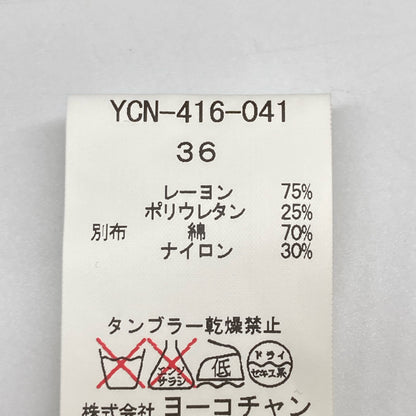 YCN-416-041
36
レーヨン 75%
ポリウレタン 25%
別布 綿 70%
ナイロン 30%
タンブラー乾燥禁止
エンソ サラシ 低 ドライ セキユ系
株式会社 ヨーコチャン